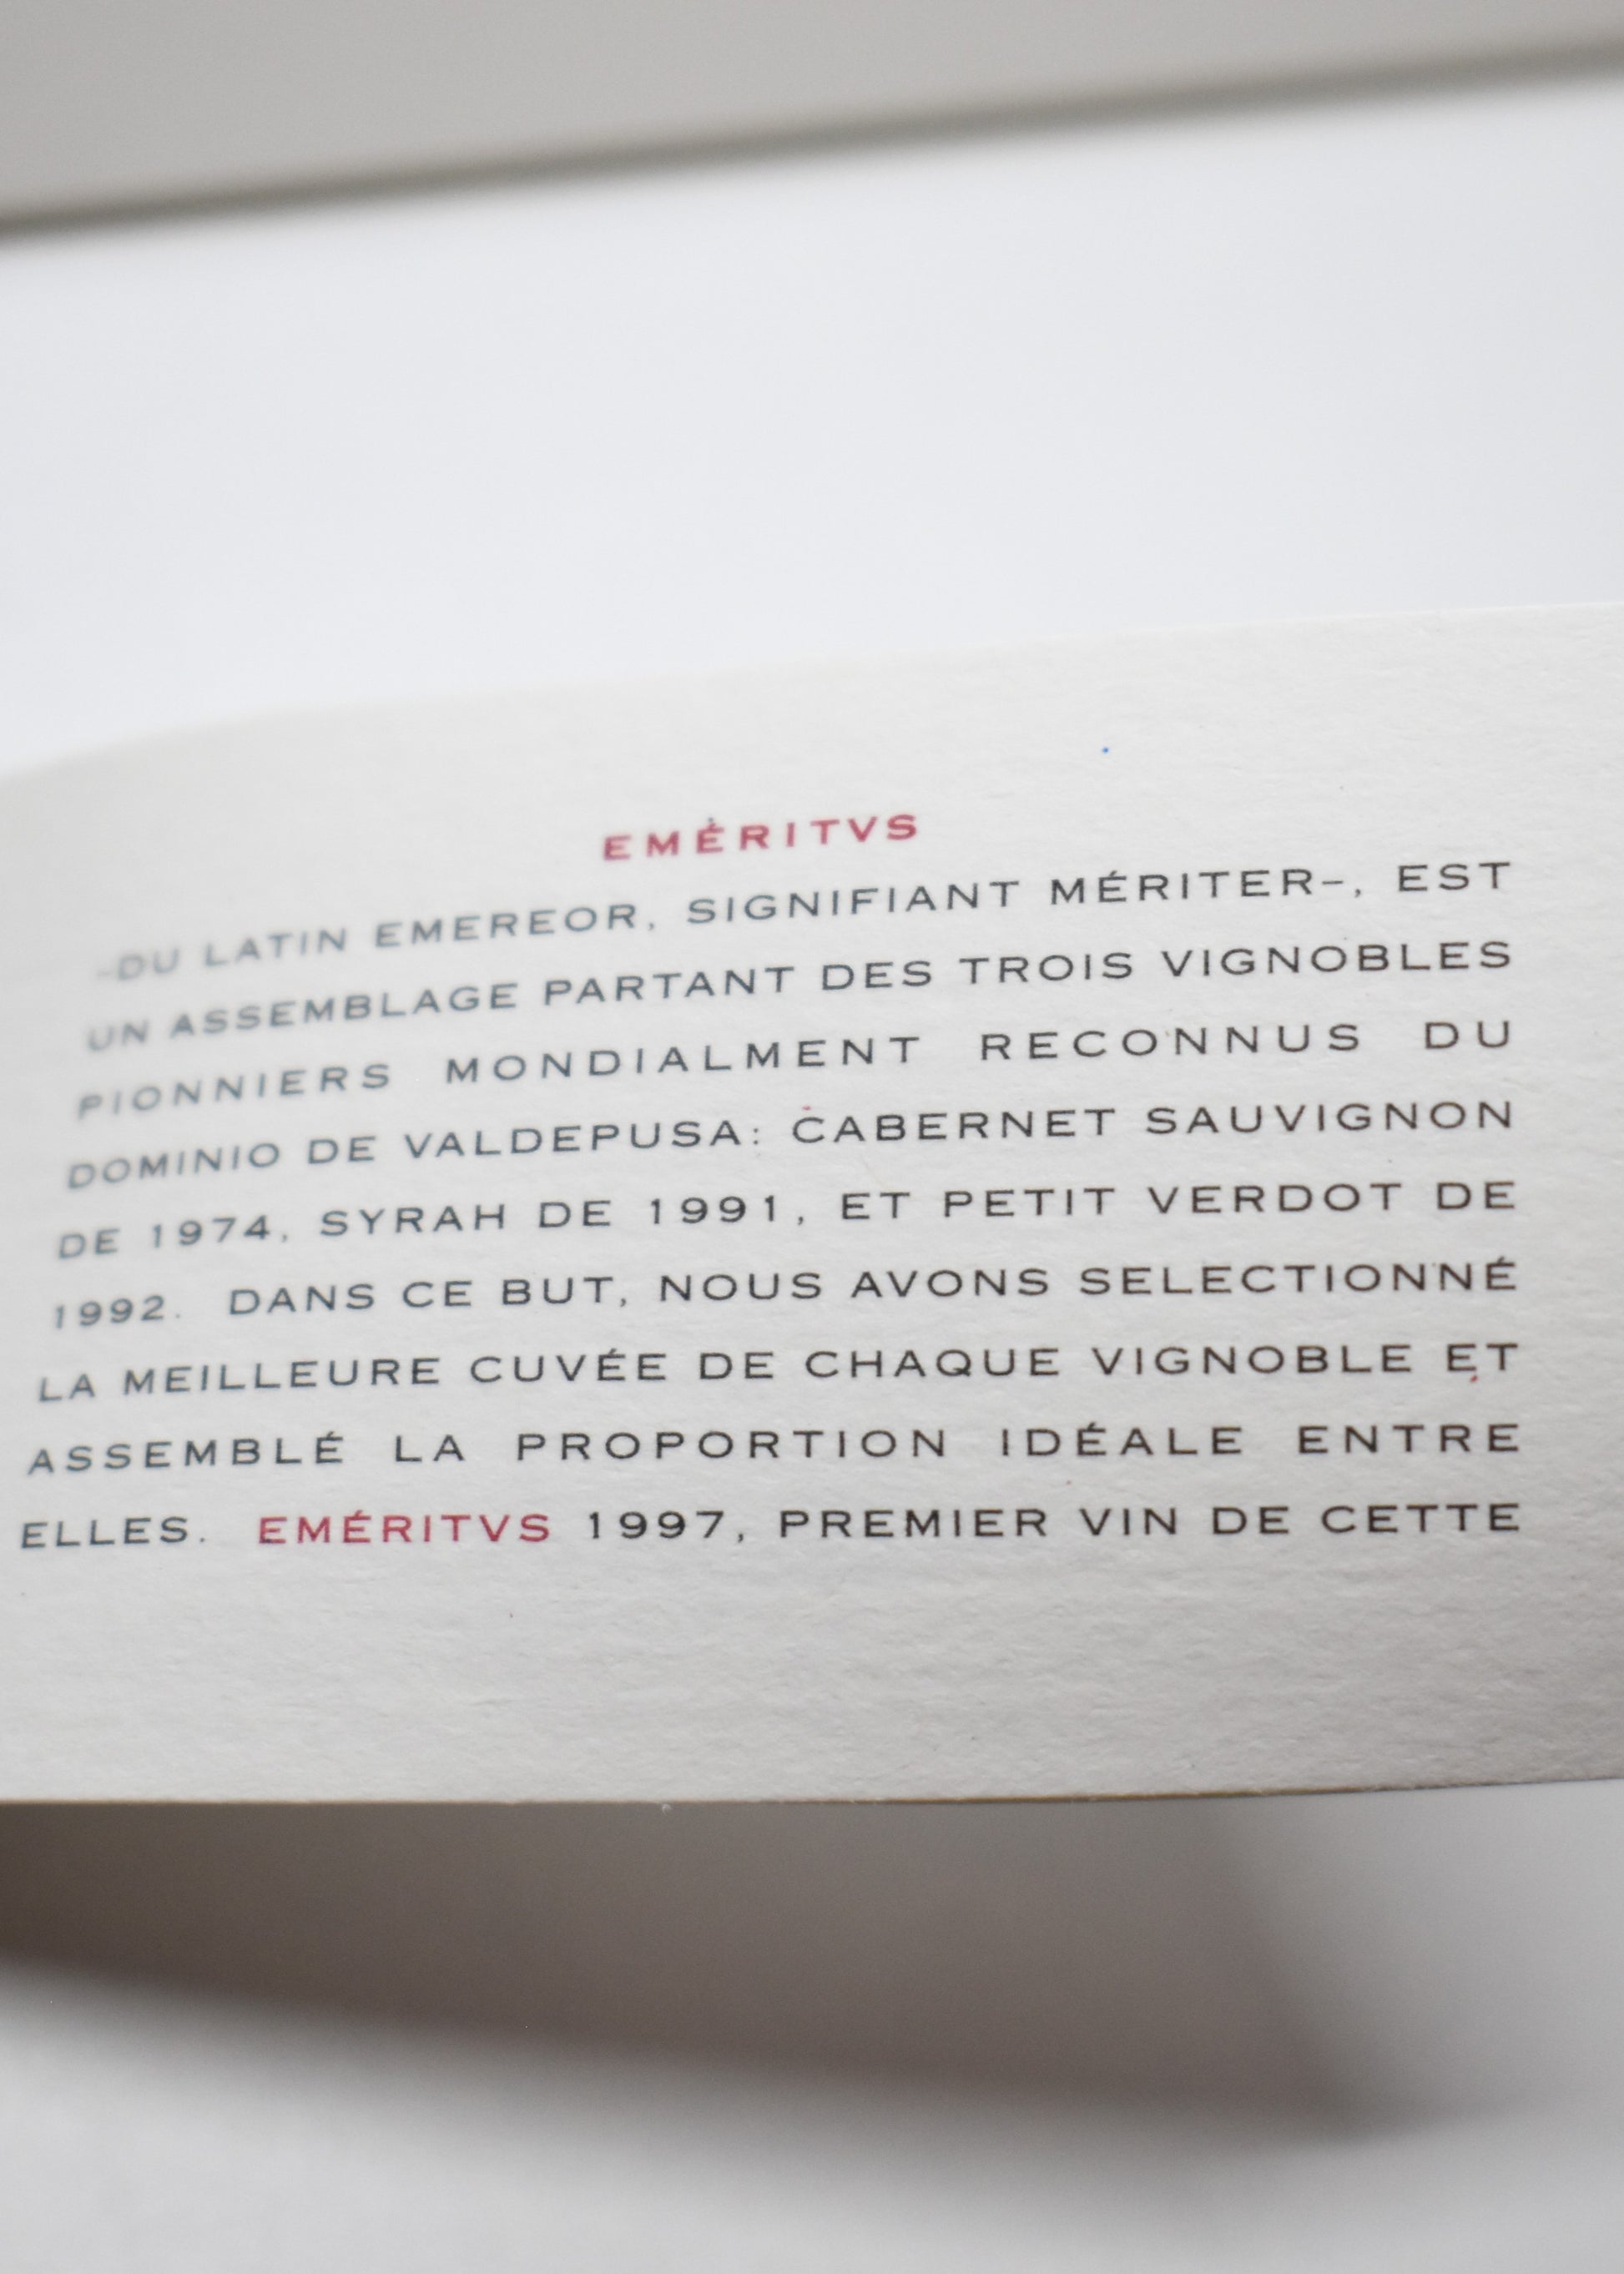 EMÉRITVS
-DU LATIN EMEREOR, SIGNIFIANT MÉRITER-, EST
UN ASSEMBLAGE PARTANT DES TROIS VIGNOBLES
PIONNIERS MONDIALMENT RECONNUS DU
DOMINIO DE VALDEPUSA: CABERNET SAUVIGNON
DE 1974, SYRAH DE 1991, ET PETIT VERDOT DE
1992. DANS CE BUT, NOUS AVONS SELECTIONNÉ
LA MEILLEURE CUVÉE DE CHAQUE VIGNOBLE ET
ASSEMBLÉ LA PROPORTION IDÉALE ENTRE
ELLES. EMÉRITVS 1997, PREMIER VIN DE CETTE